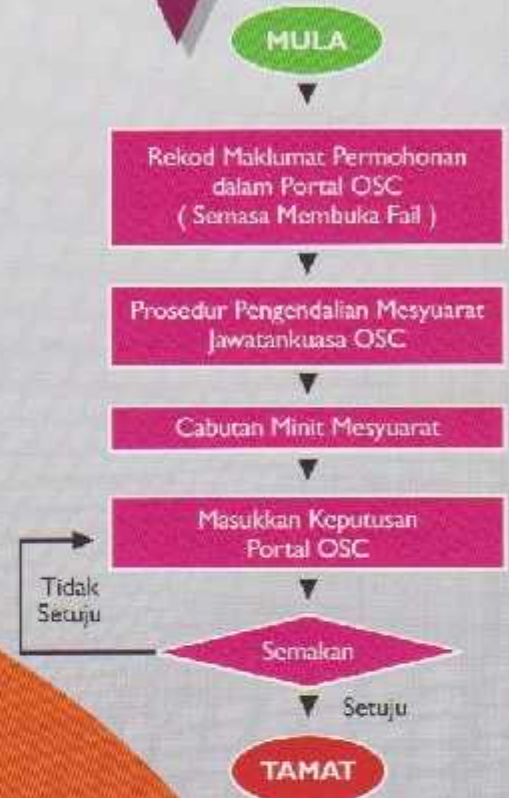 MULA
Rekod Maklumat Permohonan
dalam Portal OSC
( Semasa Membuka Fail )
Prosedur Pengendalian Mesyuarat
Jawatankuasa OSC
Cabutan Minit Mesyuarat
Masukkan Keputusan
Portal OSC
Tidak
Setuju
Semakan
Setuju
TAMAT